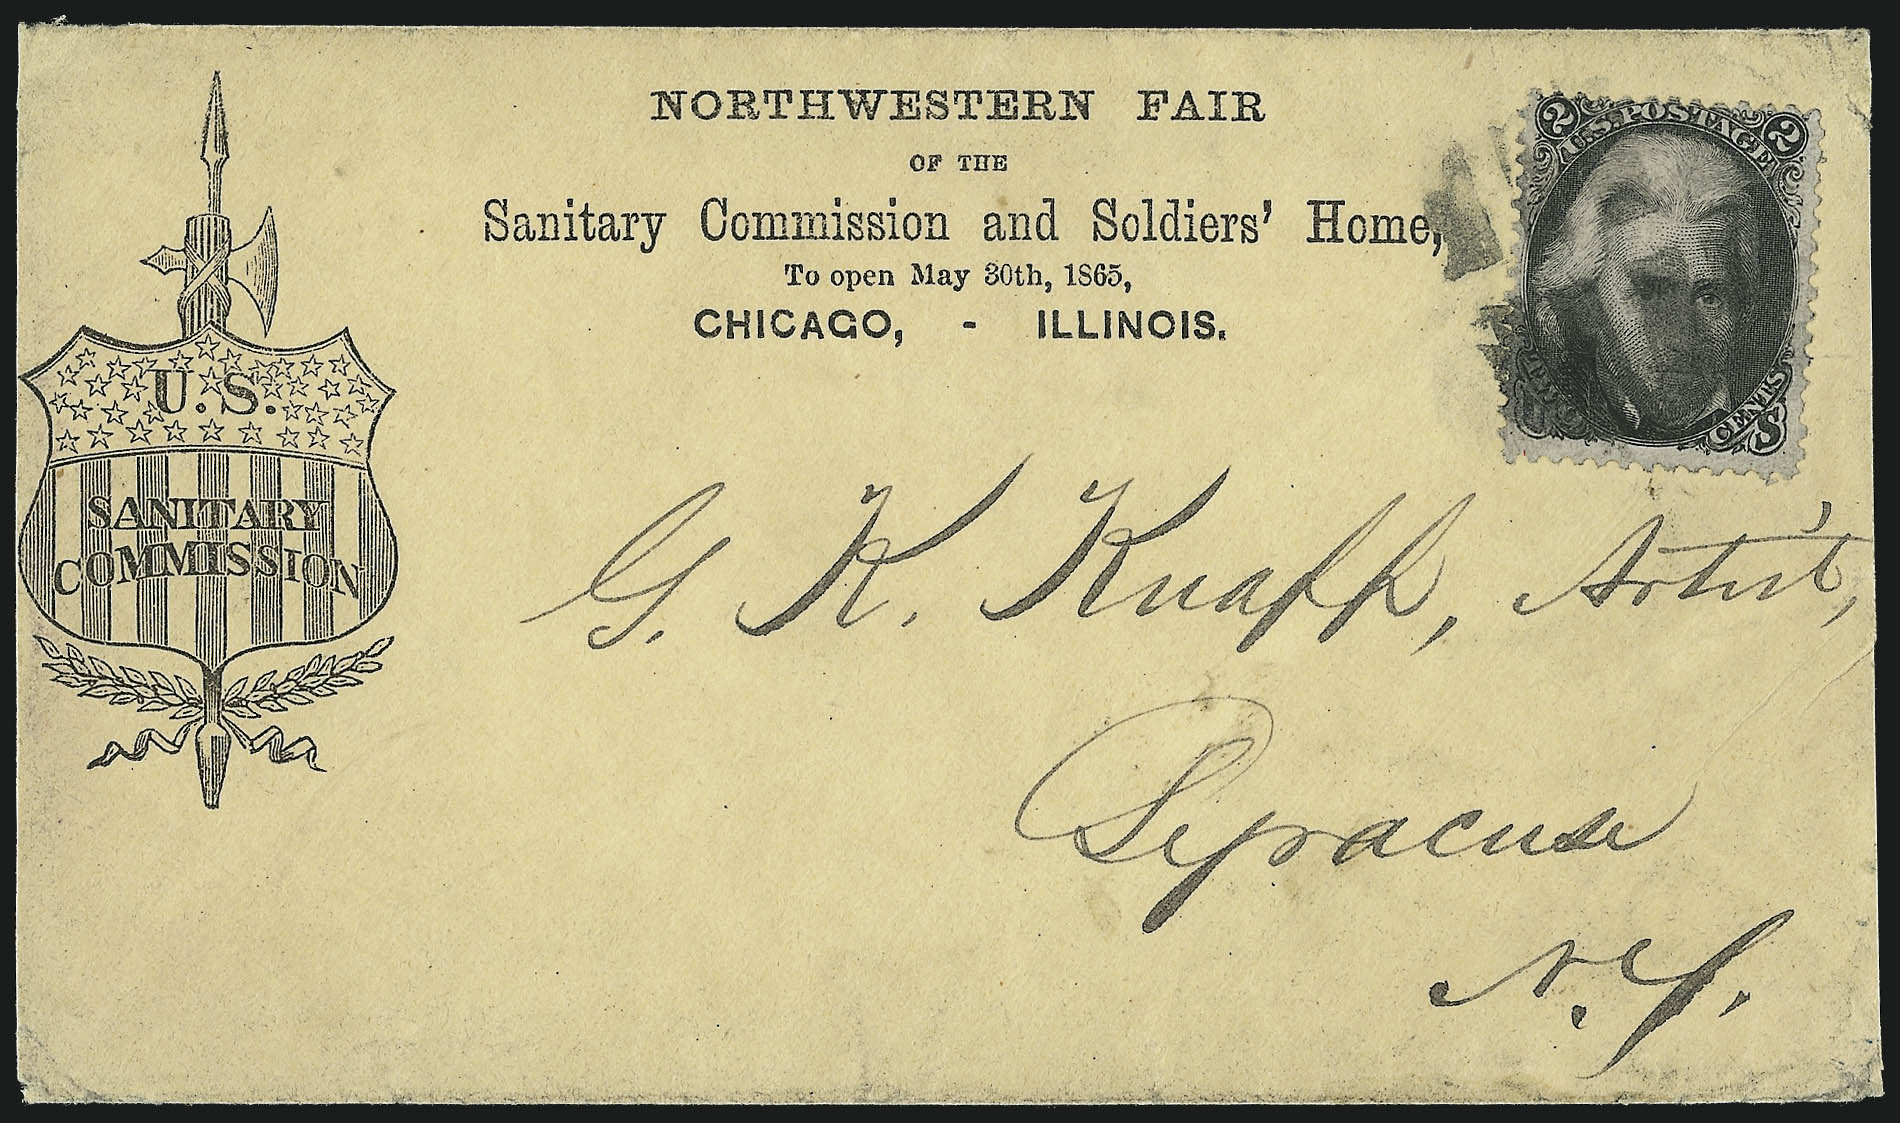 NORTHWESTERN FAIR
OF THE
Sanitary Commission and Soldiers' Home,
To open May 30th, 1865,
CHICAGO, - ILLINOIS.
U.S.
SANITARY
COMMISSION
2 U.S. POSTAGE 2
TWO CENTS
U S
G. K. Knapp, Artist,
Syracuse
N.Y.